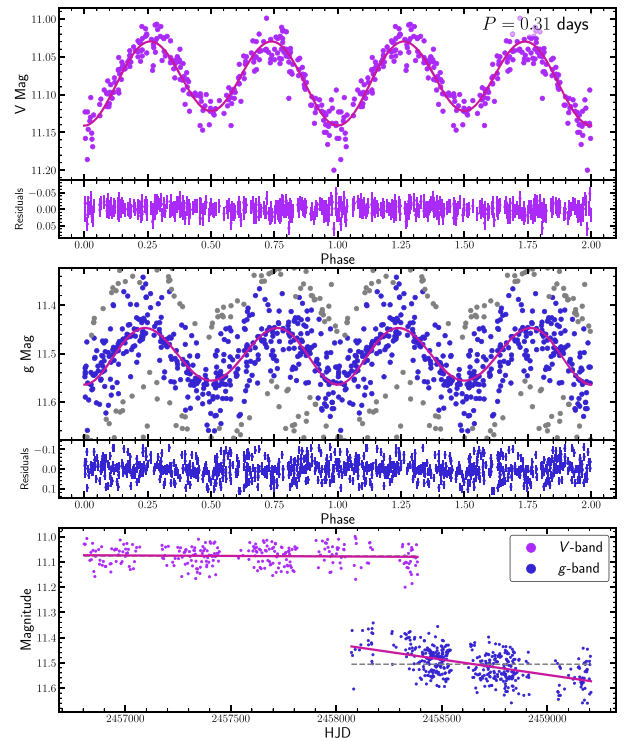 P = 0.31 days
V Mag
11.00
11.05
11.10
11.15
11.20
Residuals
−0.05
0.00
0.05
0.00 0.25 0.50 0.75 1.00 1.25 1.50 1.75 2.00
Phase
g Mag
11.4
11.5
11.6
Residuals
−0.1
0.0
0.1
0.00 0.25 0.50 0.75 1.00 1.25 1.50 1.75 2.00
Phase
Magnitude
11.0
11.1
11.2
11.3
11.4
11.5
11.6
V-band
g-band
2457000 2457500 2458000 2458500 2459000
HJD